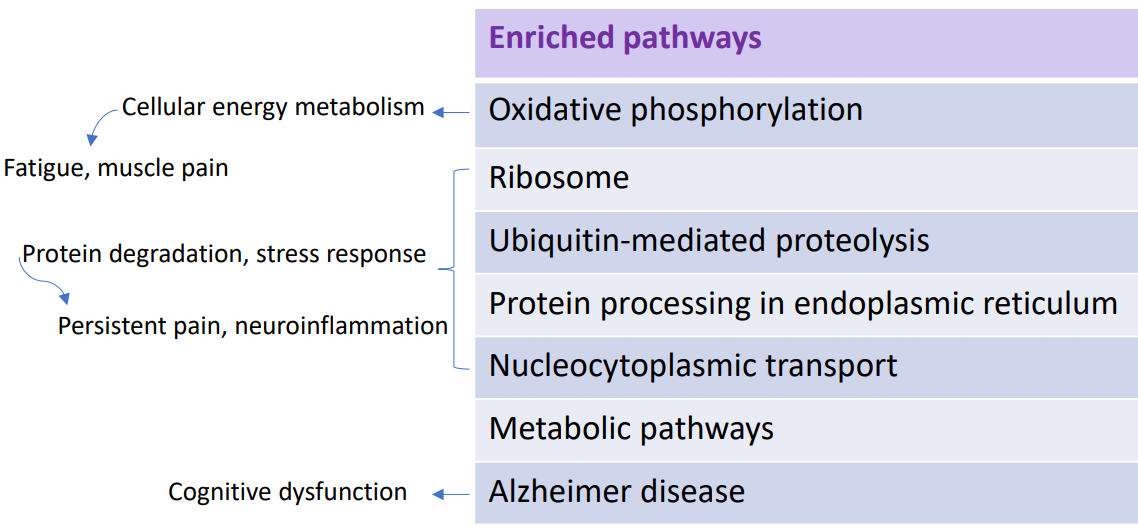 Enriched pathways
Cellular energy metabolism
Oxidative phosphorylation
Fatigue, muscle pain
Ribosome
Protein degradation, stress response
Ubiquitin-mediated proteolysis
Protein processing in endoplasmic reticulum
Persistent pain, neuroinflammation
Nucleocytoplasmic transport
Metabolic pathways
Cognitive dysfunction
Alzheimer disease